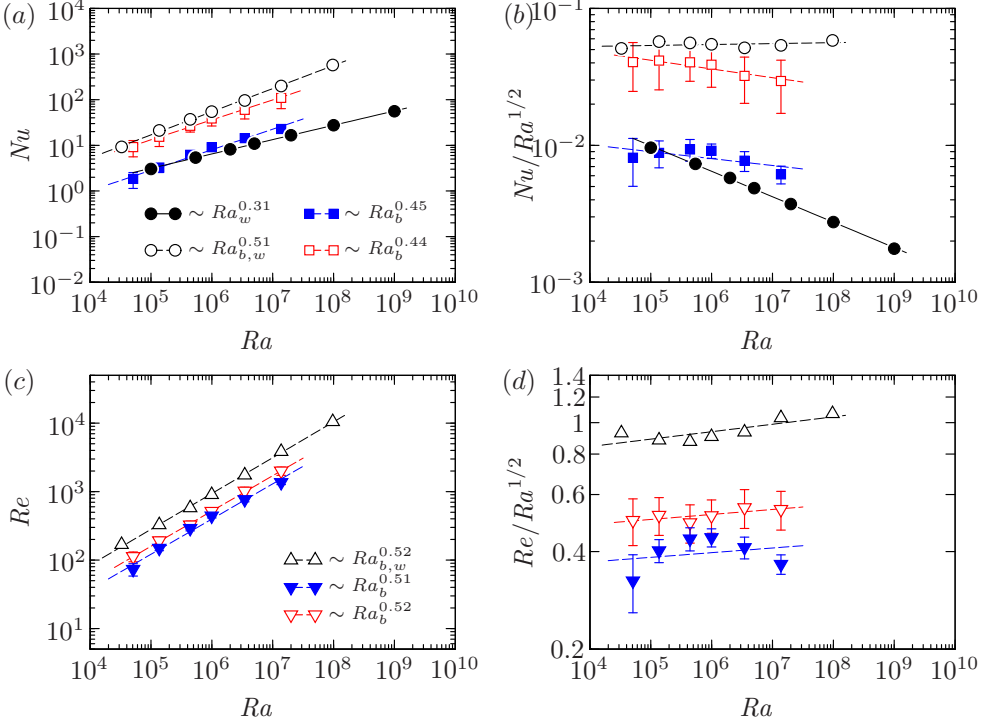 (a)
10^4
10^3
10^2
10^1
10^0
10^{-1}
10^{-2}
Nu
∼ Ra_w^{0.31}
∼ Ra_b^{0.45}
∼ Ra_{b,w}^{0.51}
∼ Ra_b^{0.44}
10^4 10^5 10^6 10^7 10^8 10^9 10^{10}
Ra
(b)
10^{-1}
10^{-2}
10^{-3}
Nu/Ra^{1/2}
10^4 10^5 10^6 10^7 10^8 10^9 10^{10}
Ra
(c)
10^4
10^3
10^2
10^1
Re
∼ Ra_{b,w}^{0.52}
∼ Ra_b^{0.51}
∼ Ra_b^{0.52}
10^4 10^5 10^6 10^7 10^8 10^9 10^{10}
Ra
(d)
1.4
1.2
1
0.8
0.6
0.4
0.2
Re/Ra^{1/2}
10^4 10^5 10^6 10^7 10^8 10^9 10^{10}
Ra